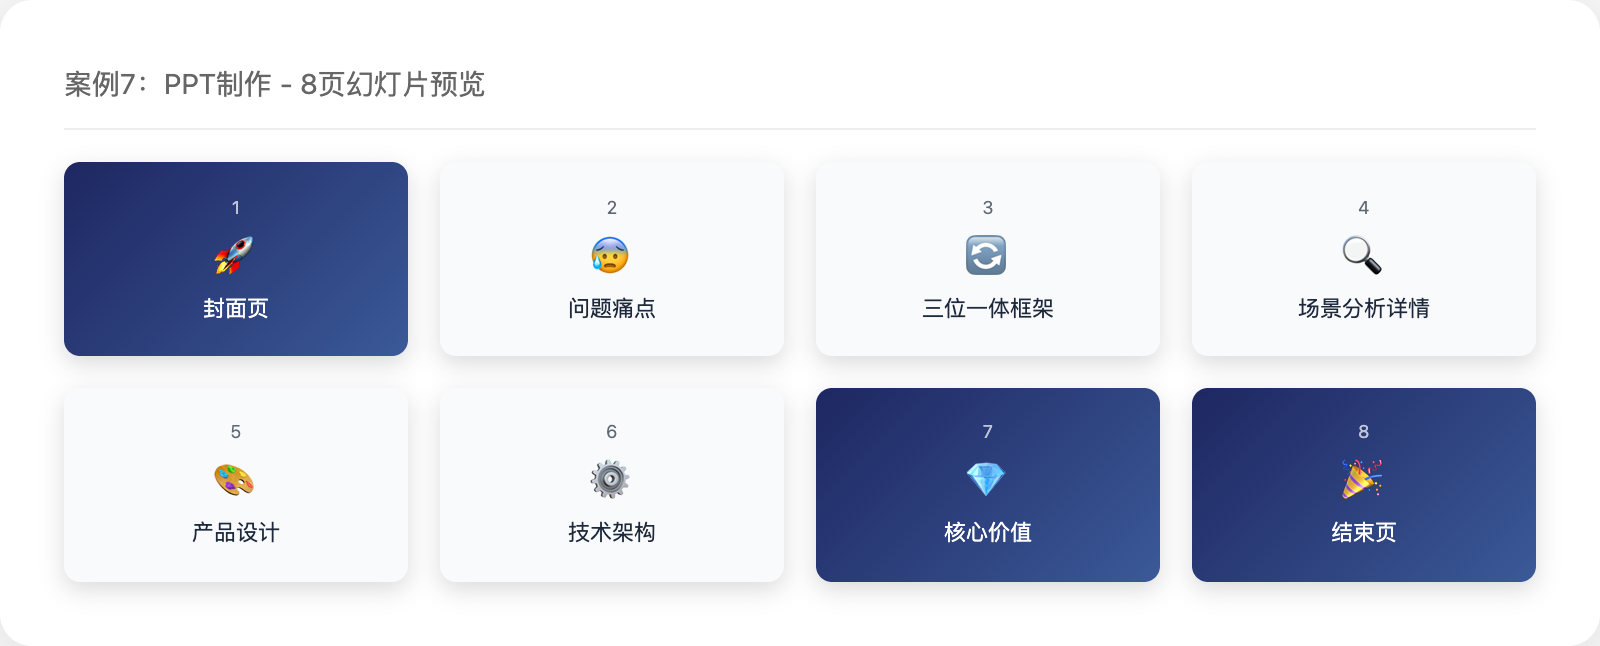 案例7：PPT制作 - 8页幻灯片预览
1
封面页
2
问题痛点
3
三位一体框架
4
场景分析详情
5
产品设计
6
技术架构
7
核心价值
8
结束页